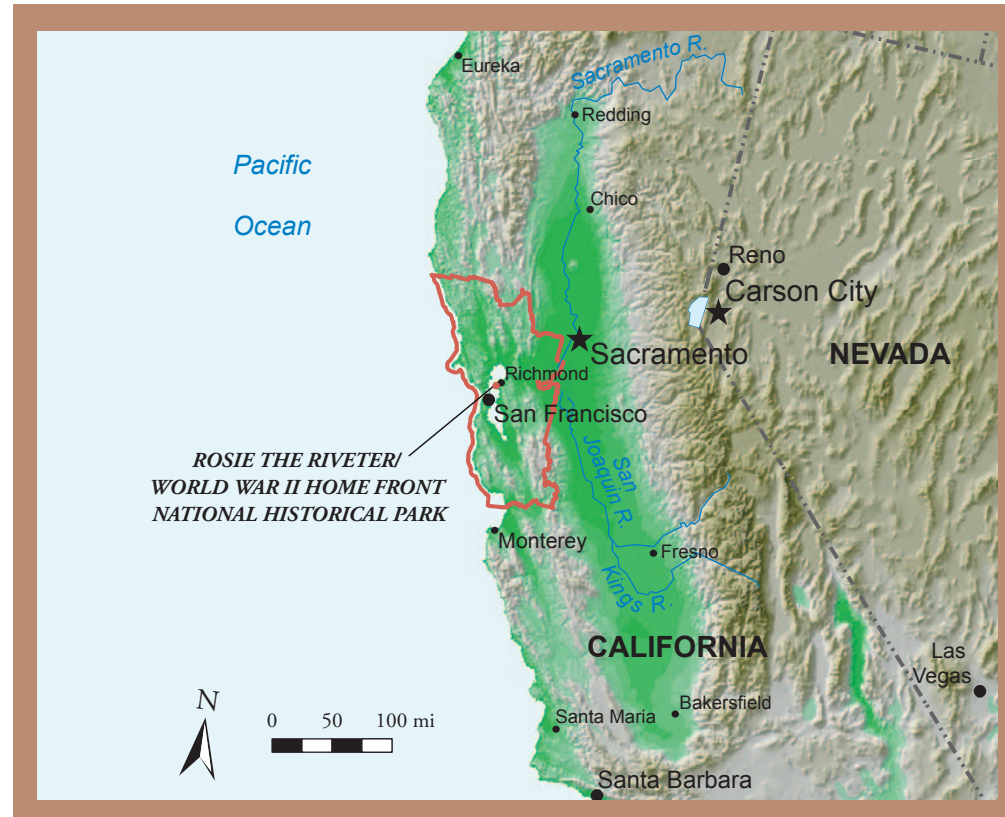 Sacramento R.
Eureka
Redding
Pacific
Ocean
Chico
Reno
Carson City
Sacramento
NEVADA
Richmond
San Francisco
ROSIE THE RIVETER/
WORLD WAR II HOME FRONT
NATIONAL HISTORICAL PARK
San
Joaquin R.
Monterey
Fresno
King's R.
CALIFORNIA
Las
Vegas
Bakersfield
Santa Maria
N
0 50 100 mi
Santa Barbara